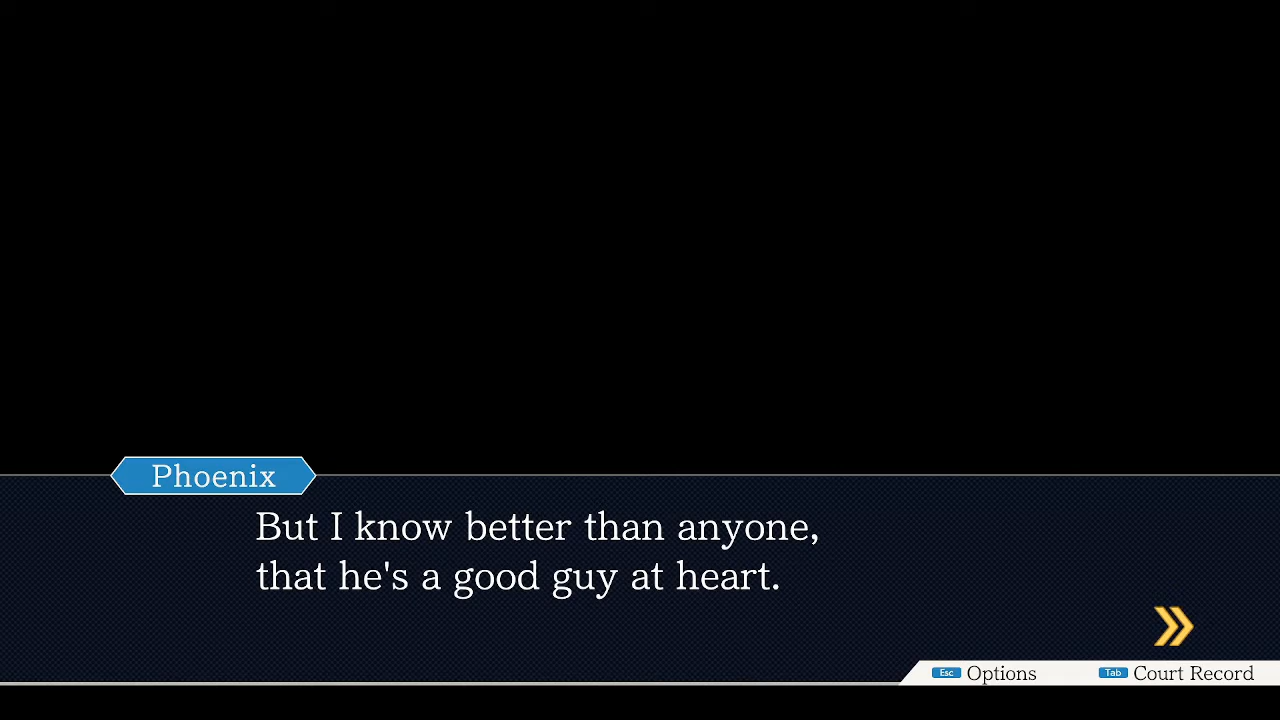 Phoenix
But I know better than anyone,
that he's a good guy at heart.
Esc Options Tab Court Record